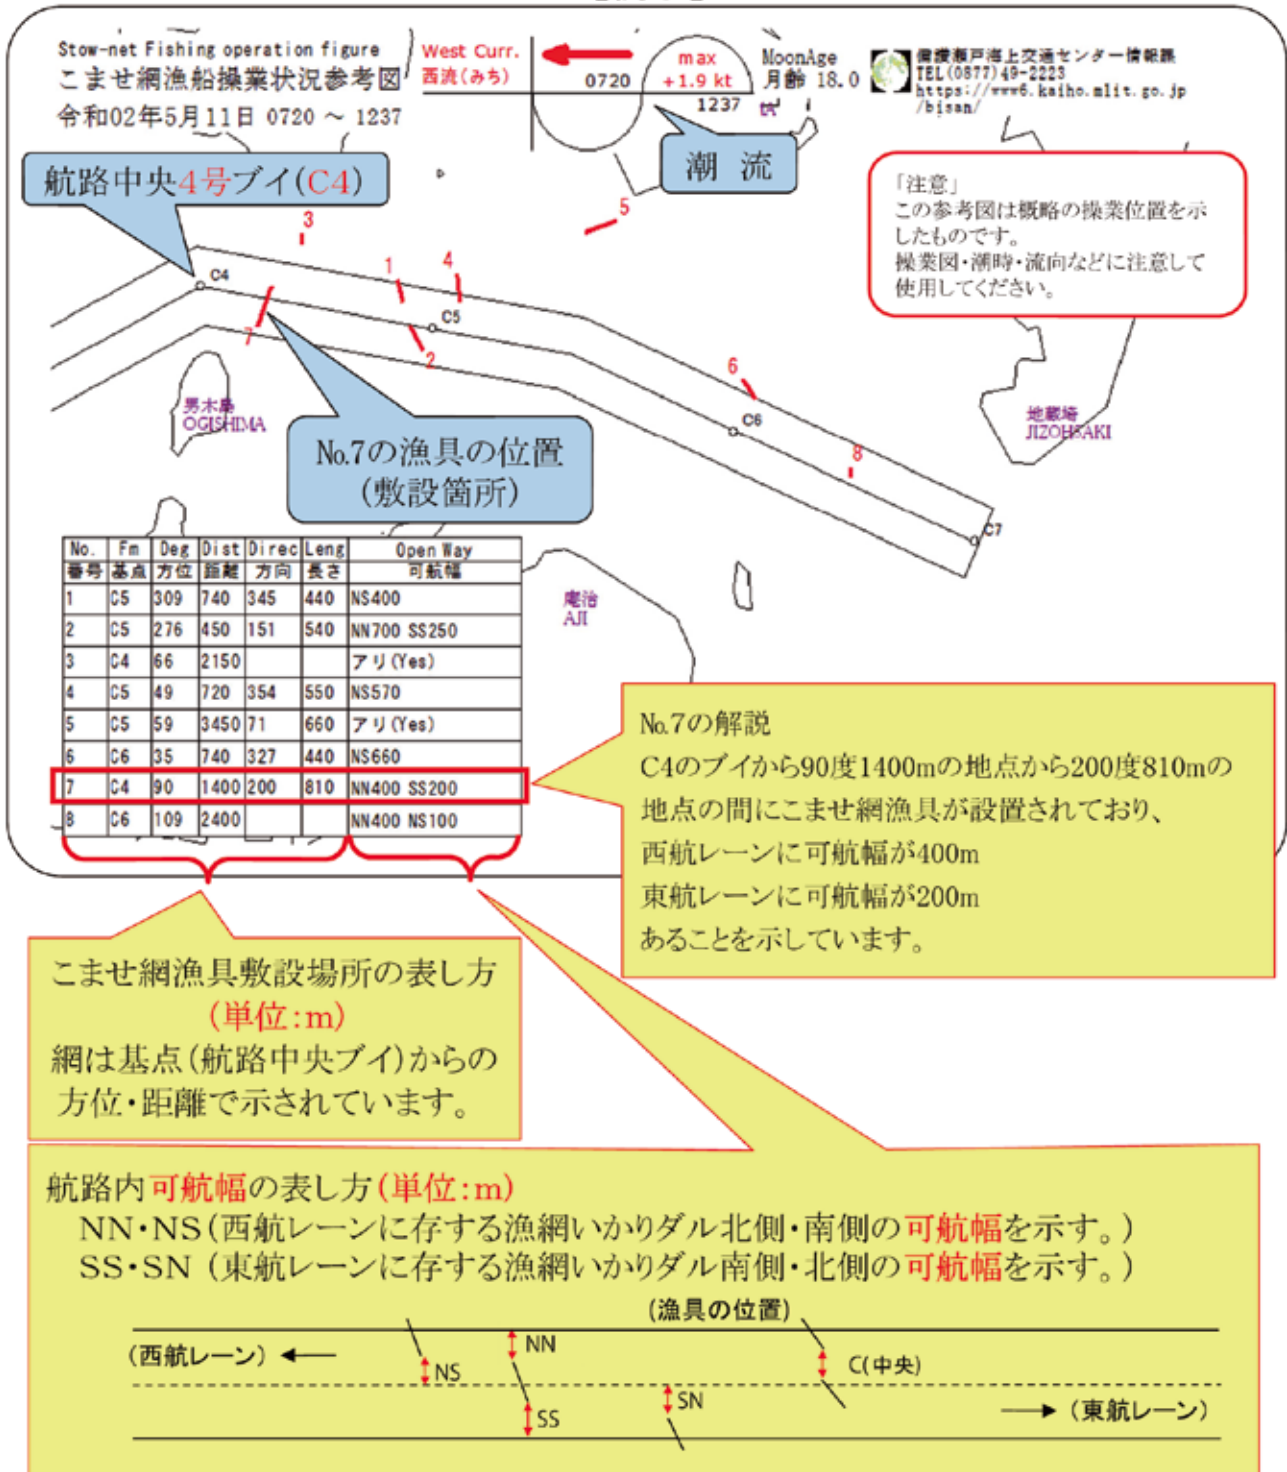 Stow-net Fishing operation figure
こませ網漁船操業状況参考図
令和02年5月11日 0720 ～ 1237
West Curr.
西流(みち)
0720
max
+1.9 kt
1237
MoonAge
月齢 18.0
備讃瀬戸海上交通センター情報課
TEL(0877)49-2223
https://www6.kaiho.mlit.go.jp
/bisan/
航路中央4号ブイ(C4)
潮 流
「注意」
この参考図は概略の操業位置を示
したものです。
操業図・潮時・流向などに注意して
使用してください。
3
5
C4
1
4
C5
7
2
6
C6
8
C7
男木島
OGISHIMA
地蔵埼
JIZOHSAKI
№7の漁具の位置
(敷設箇所)
庵治
AJI
No. Fm Deg Dist Direc Leng Open Way
番号 基点 方位 距離 方向 長さ 可航幅
1 C5 309 740 345 440 NS400
2 C5 276 450 151 540 NN700 SS250
3 C4 66 2150 アリ(Yes)
4 C5 49 720 354 550 NS570
5 C5 59 3450 71 660 アリ(Yes)
6 C6 35 740 327 440 NS660
7 C4 90 1400 200 810 NN400 SS200
8 C6 109 2400 NN400 NS100
№7の解説
C4のブイから90度1400mの地点から200度810mの
地点の間にこませ網漁具が設置されており、
西航レーンに可航幅が400m
東航レーンに可航幅が200m
あることを示しています。
こませ網漁具敷設場所の表し方
(単位:m)
網は基点(航路中央ブイ)からの
方位・距離で示されています。
航路内可航幅の表し方(単位:m)
NN・NS(西航レーンに存する漁網いかりダル北側・南側の可航幅を示す。)
SS・SN (東航レーンに存する漁網いかりダル南側・北側の可航幅を示す。)
(漁具の位置)
(西航レーン)
NN
NS
C(中央)
SN
SS
(東航レーン)